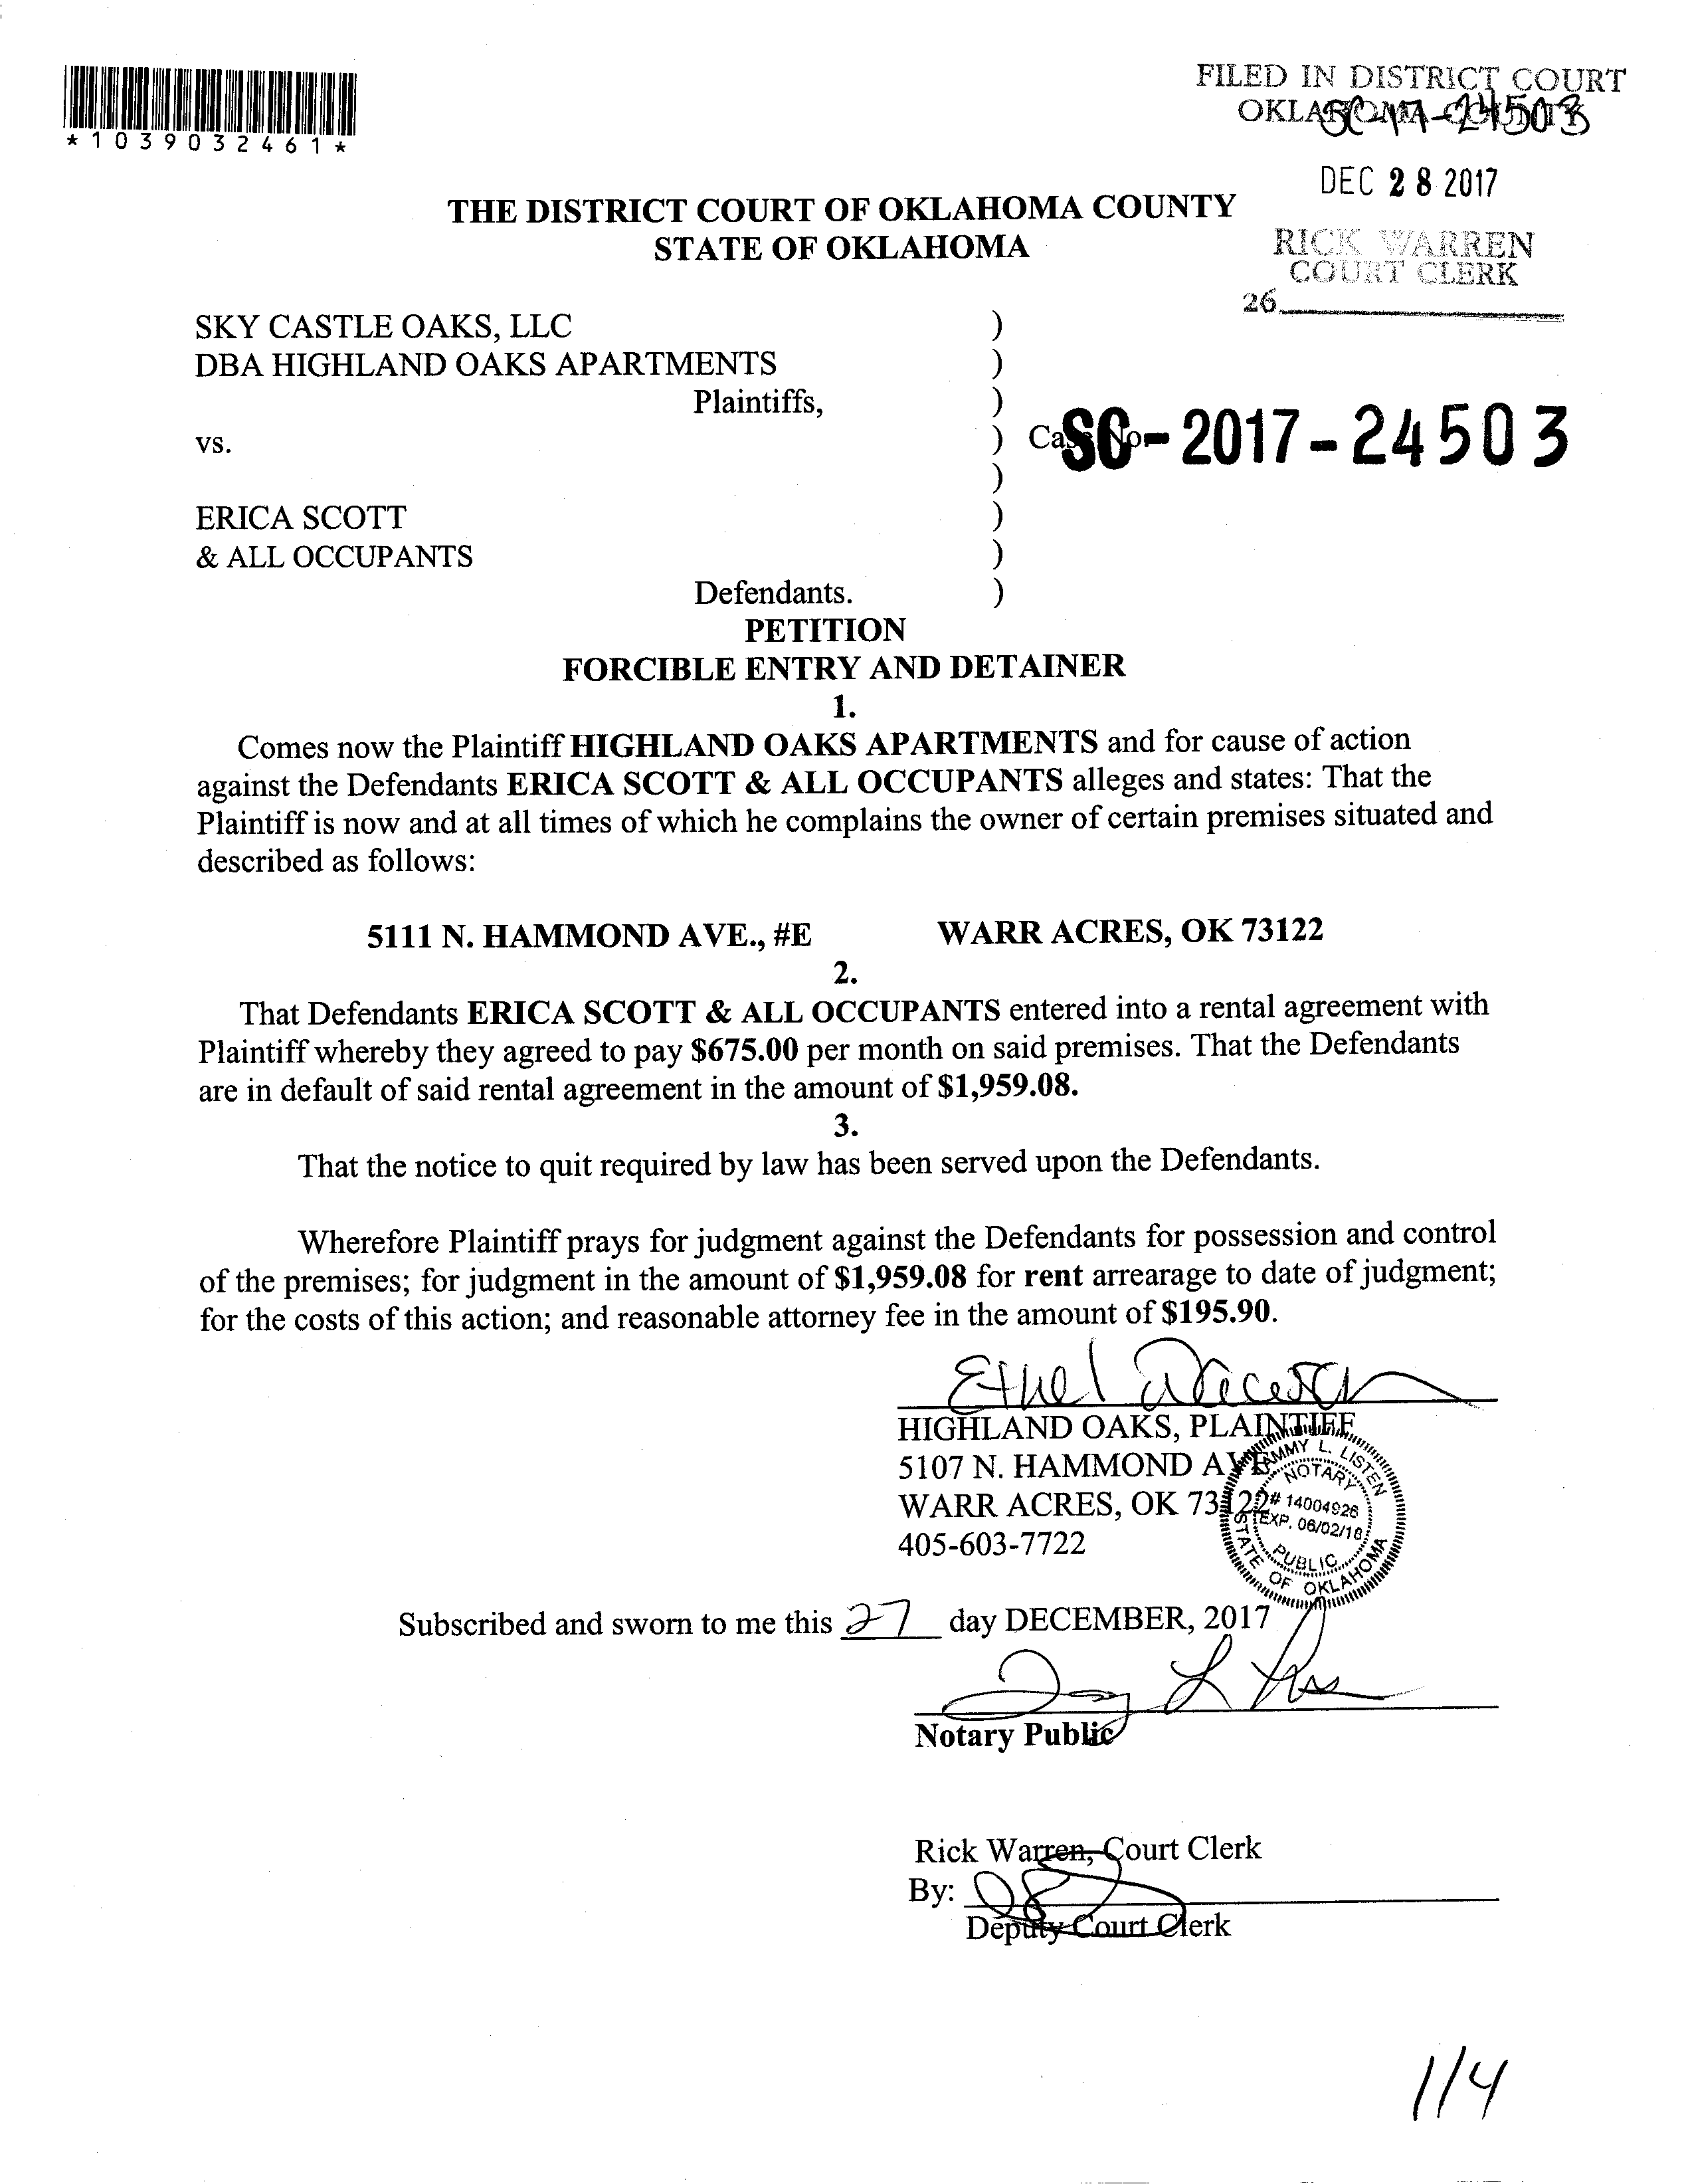 FILED IN DISTRICT COURT
OKLAHOMA COUNTY
SC-17-24503
*1039032461*
DEC 28 2017
THE DISTRICT COURT OF OKLAHOMA COUNTY
STATE OF OKLAHOMA
RICK WARREN
COURT CLERK
26
SKY CASTLE OAKS, LLC )
DBA HIGHLAND OAKS APARTMENTS )
Plaintiffs, )
vs. ) Case No. SC-2017-24503
)
ERICA SCOTT )
& ALL OCCUPANTS )
Defendants. )
PETITION
FORCIBLE ENTRY AND DETAINER
1.
Comes now the Plaintiff HIGHLAND OAKS APARTMENTS and for cause of action
against the Defendants ERICA SCOTT & ALL OCCUPANTS alleges and states: That the
Plaintiff is now and at all times of which he complains the owner of certain premises situated and
described as follows:
5111 N. HAMMOND AVE., #E WARR ACRES, OK 73122
2.
That Defendants ERICA SCOTT & ALL OCCUPANTS entered into a rental agreement with
Plaintiff whereby they agreed to pay $675.00 per month on said premises. That the Defendants
are in default of said rental agreement in the amount of $1,959.08.
3.
That the notice to quit required by law has been served upon the Defendants.
Wherefore Plaintiff prays for judgment against the Defendants for possession and control
of the premises; for judgment in the amount of $1,959.08 for rent arrearage to date of judgment;
for the costs of this action; and reasonable attorney fee in the amount of $195.90.
Ethel
HIGHLAND OAKS, PLAINTIFF
5107 N. HAMMOND AVE
WARR ACRES, OK 73122
405-603-7722
TAMMY L. LISTEN
NOTARY
# 14004926
EXP. 06/02/18
PUBLIC
STATE OF OKLAHOMA
Subscribed and sworn to me this 27 day DECEMBER, 2017
Notary Public
Rick Warren, Court Clerk
By:
Deputy Court Clerk
1/4